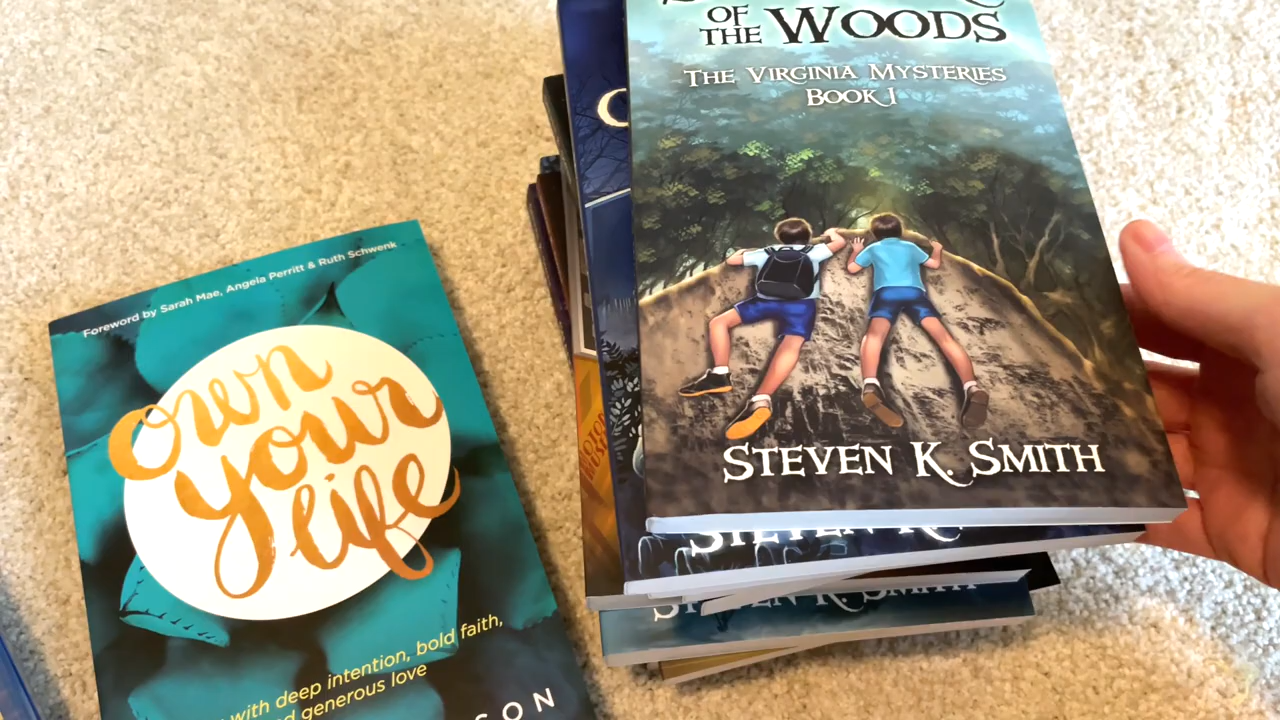 Foreword by Sarah Mae, Angela Perritt & Ruth Schwenk
own
your
life
with deep intention, bold faith,
generous love
SON
OF
THE WOODS
THE VIRGINIA MYSTERIES
BOOK 1
STEVEN K. SMITH
STEVEN K.
STEVEN K. SMITH